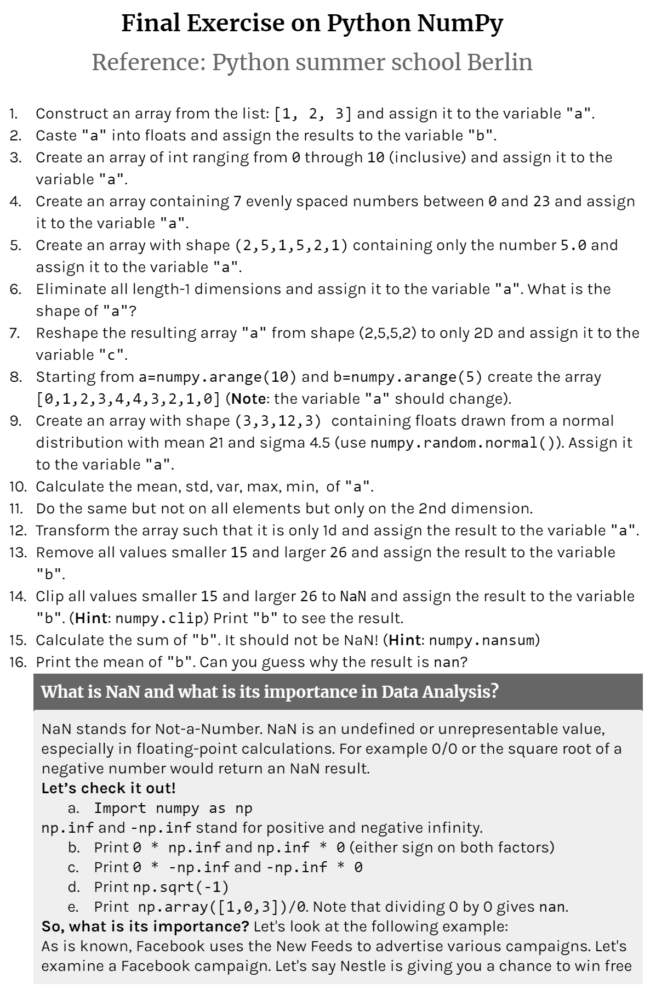 Final Exercise on Python NumPy
Reference: Python summer school Berlin
1. Construct an array from the list: [1, 2, 3] and assign it to the variable "a".
2. Caste "a" into floats and assign the results to the variable "b".
3. Create an array of int ranging from 0 through 10 (inclusive) and assign it to the
variable "a".
4. Create an array containing 7 evenly spaced numbers between 0 and 23 and assign
it to the variable "a".
5. Create an array with shape (2,5,1,5,2,1) containing only the number 5.0 and
assign it to the variable "a".
6. Eliminate all length-1 dimensions and assign it to the variable "a". What is the
shape of "a"?
7. Reshape the resulting array "a" from shape (2,5,5,2) to only 2D and assign it to the
variable "c".
8. Starting from a=numpy.arange(10) and b=numpy.arange(5) create the array
[0,1,2,3,4,4,3,2,1,0] (Note: the variable "a" should change).
9. Create an array with shape (3,3,12,3) containing floats drawn from a normal
distribution with mean 21 and sigma 4.5 (use numpy.random.normal()). Assign it
to the variable "a".
10. Calculate the mean, std, var, max, min, of "a".
11. Do the same but not on all elements but only on the 2nd dimension.
12. Transform the array such that it is only 1d and assign the result to the variable "a".
13. Remove all values smaller 15 and larger 26 and assign the result to the variable
"b".
14. Clip all values smaller 15 and larger 26 to NaN and assign the result to the variable
"b". (Hint: numpy.clip) Print "b" to see the result.
15. Calculate the sum of "b". It should not be NaN! (Hint: numpy.nansum)
16. Print the mean of "b". Can you guess why the result is nan?
What is NaN and what is its importance in Data Analysis?
NaN stands for Not-a-Number. NaN is an undefined or unrepresentable value,
especially in floating-point calculations. For example 0/0 or the square root of a
negative number would return an NaN result.
Let's check it out!
a. Import numpy as np
np.inf and -np.inf stand for positive and negative infinity.
b. Print 0 * np.inf and np.inf * 0 (either sign on both factors)
c. Print 0 * -np.inf and -np.inf * 0
d. Print np.sqrt(-1)
e. Print np.array([1,0,3])/0. Note that dividing 0 by 0 gives nan.
So, what is its importance? Let's look at the following example:
As is known, Facebook uses the New Feeds to advertise various campaigns. Let's
examine a Facebook campaign. Let's say Nestle is giving you a chance to win free